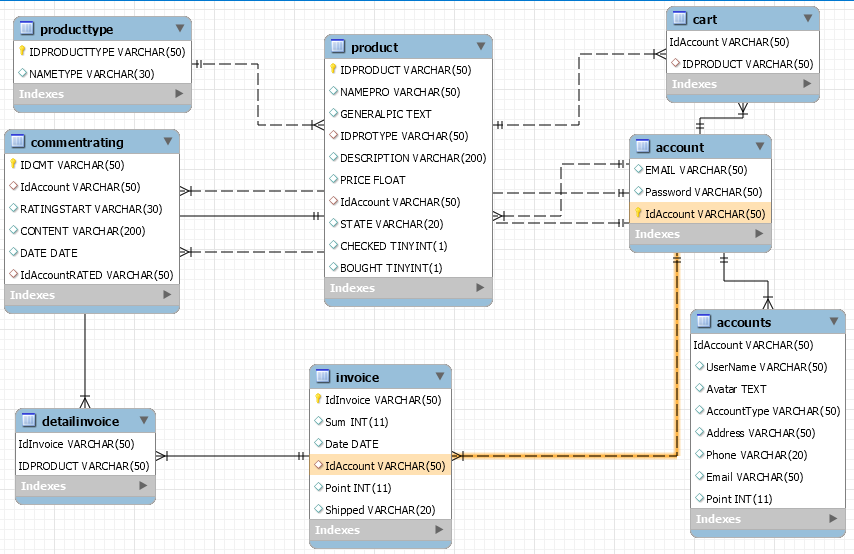 producttype
IDPRODUCTTYPE VARCHAR(50)
NAMETYPE VARCHAR(30)
Indexes
commentrating
IDCMT VARCHAR(50)
IdAccount VARCHAR(50)
RATINGSTART VARCHAR(30)
CONTENT VARCHAR(200)
DATE DATE
IdAccountRATED VARCHAR(50)
Indexes
detailinvoice
IdInvoice VARCHAR(50)
IDPRODUCT VARCHAR(50)
Indexes
product
IDPRODUCT VARCHAR(50)
NAMEPRO VARCHAR(50)
GENERALPIC TEXT
IDPROTYPE VARCHAR(50)
DESCRIPTION VARCHAR(200)
PRICE FLOAT
IdAccount VARCHAR(50)
STATE VARCHAR(20)
CHECKED TINYINT(1)
BOUGHT TINYINT(1)
Indexes
invoice
IdInvoice VARCHAR(50)
Sum INT(11)
Date DATE
IdAccount VARCHAR(50)
Point INT(11)
Shipped VARCHAR(20)
Indexes
cart
IdAccount VARCHAR(50)
IDPRODUCT VARCHAR(50)
Indexes
account
EMAIL VARCHAR(50)
Password VARCHAR(50)
IdAccount VARCHAR(50)
Indexes
accounts
IdAccount VARCHAR(50)
UserName VARCHAR(50)
Avatar TEXT
AccountType VARCHAR(50)
Address VARCHAR(50)
Phone VARCHAR(20)
Email VARCHAR(50)
Point INT(11)
Indexes